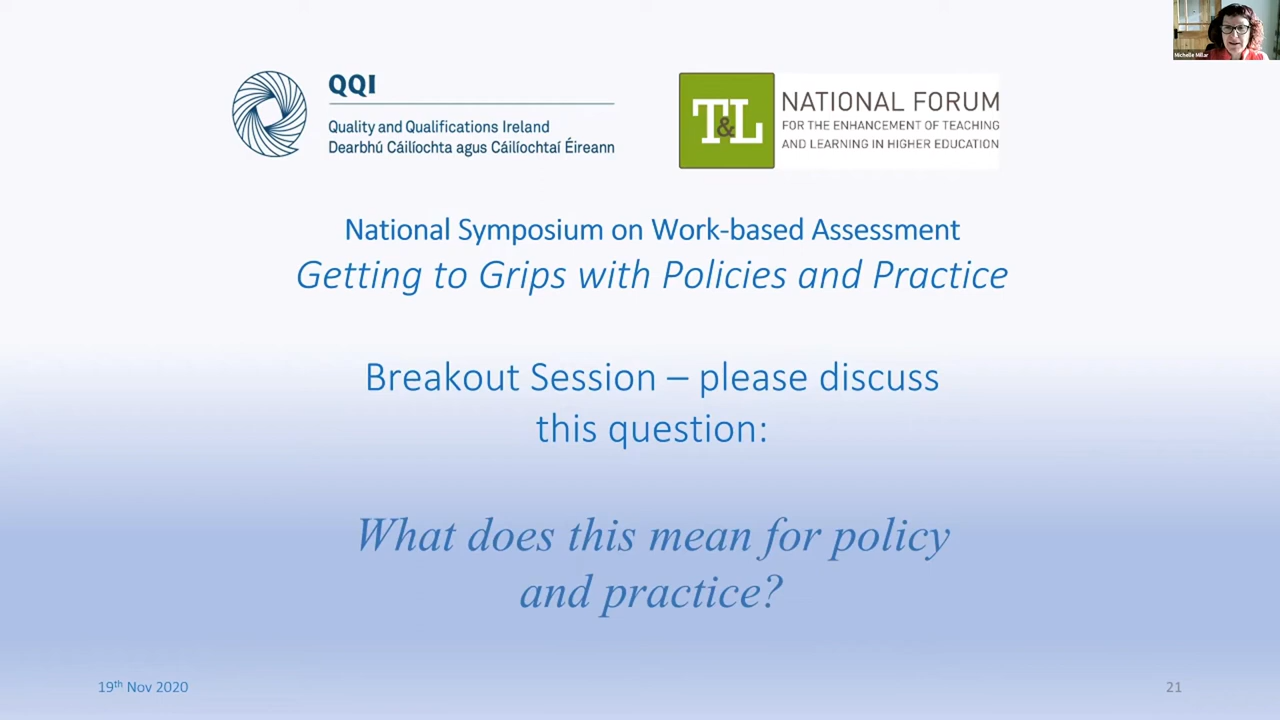 Michelle Millar
QQI
Quality and Qualifications Ireland
Dearbhú Cáilíochta agus Cáilíochtaí Éireann
T&L
NATIONAL FORUM
FOR THE ENHANCEMENT OF TEACHING
AND LEARNING IN HIGHER EDUCATION
National Symposium on Work-based Assessment
Getting to Grips with Policies and Practice
Breakout Session – please discuss
this question:
What does this mean for policy
and practice?
19th Nov 2020
21